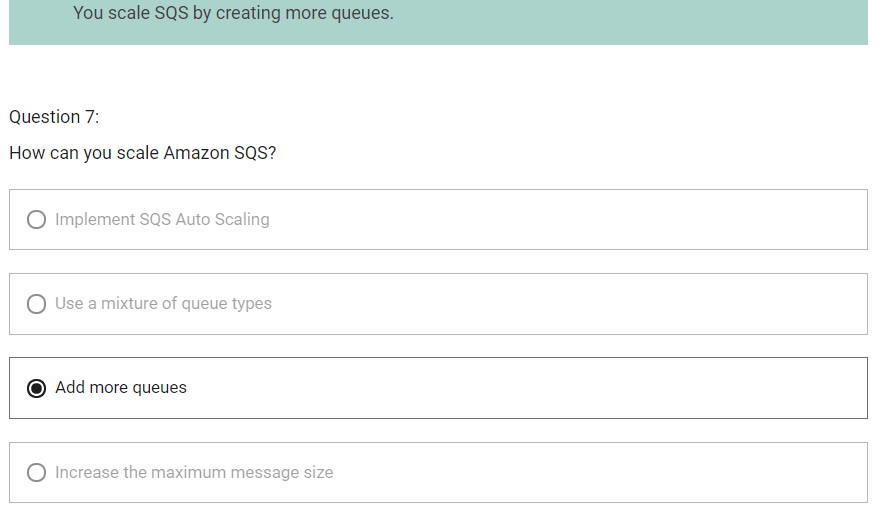 You scale SQS by creating more queues.
Question 7:
How can you scale Amazon SQS?
Implement SQS Auto Scaling
Use a mixture of queue types
Add more queues
Increase the maximum message size